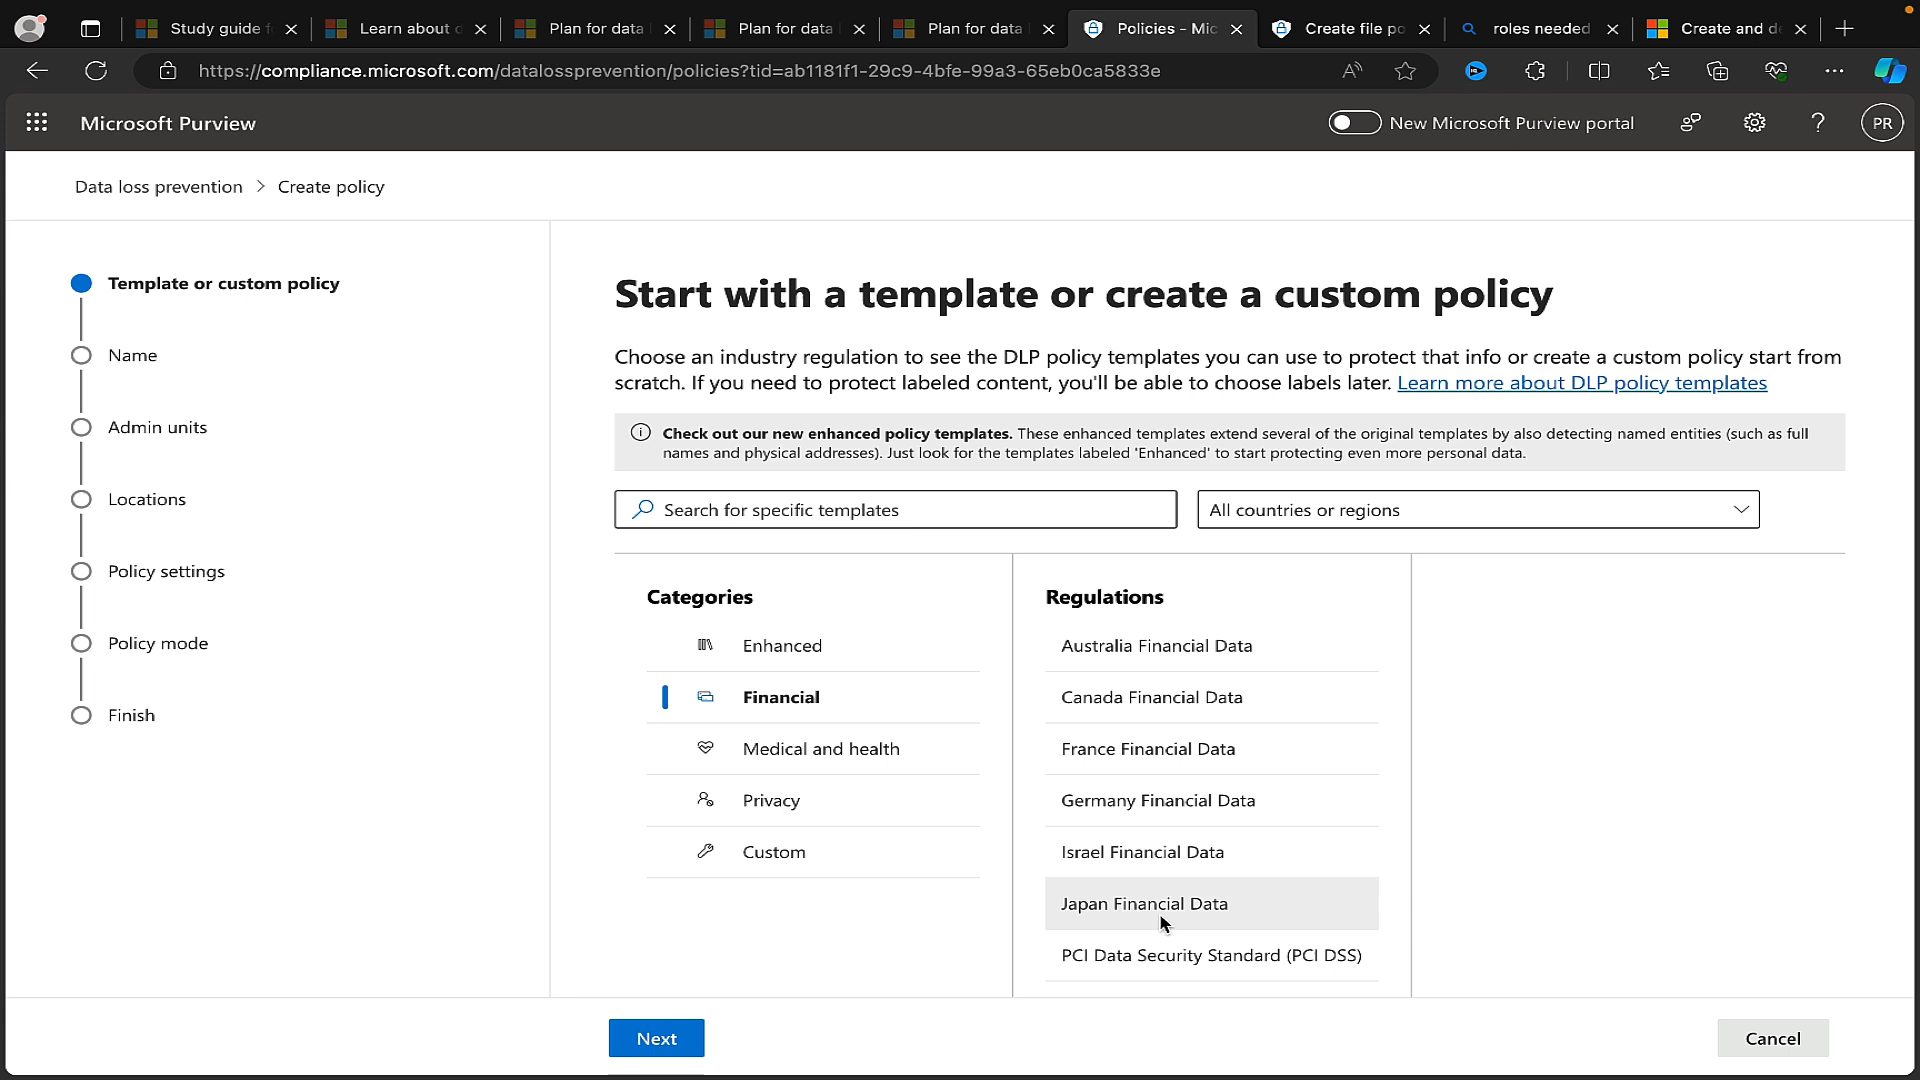 Study guide f
Learn about d
Plan for data
Plan for data
Plan for data
Policies - Mic
Create file po
roles needed
Create and de
https://compliance.microsoft.com/datalossprevention/policies?tid=ab1181f1-29c9-4bfe-99a3-65eb0ca5833e
Microsoft Purview
New Microsoft Purview portal
PR
Data loss prevention > Create policy
Template or custom policy
Name
Admin units
Locations
Policy settings
Policy mode
Finish
Start with a template or create a custom policy
Choose an industry regulation to see the DLP policy templates you can use to protect that info or create a custom policy start from
scratch. If you need to protect labeled content, you'll be able to choose labels later. Learn more about DLP policy templates
Check out our new enhanced policy templates. These enhanced templates extend several of the original templates by also detecting named entities (such as full
names and physical addresses). Just look for the templates labeled 'Enhanced' to start protecting even more personal data.
Search for specific templates
All countries or regions
Categories
Enhanced
Financial
Medical and health
Privacy
Custom
Regulations
Australia Financial Data
Canada Financial Data
France Financial Data
Germany Financial Data
Israel Financial Data
Japan Financial Data
PCI Data Security Standard (PCI DSS)
Next
Cancel